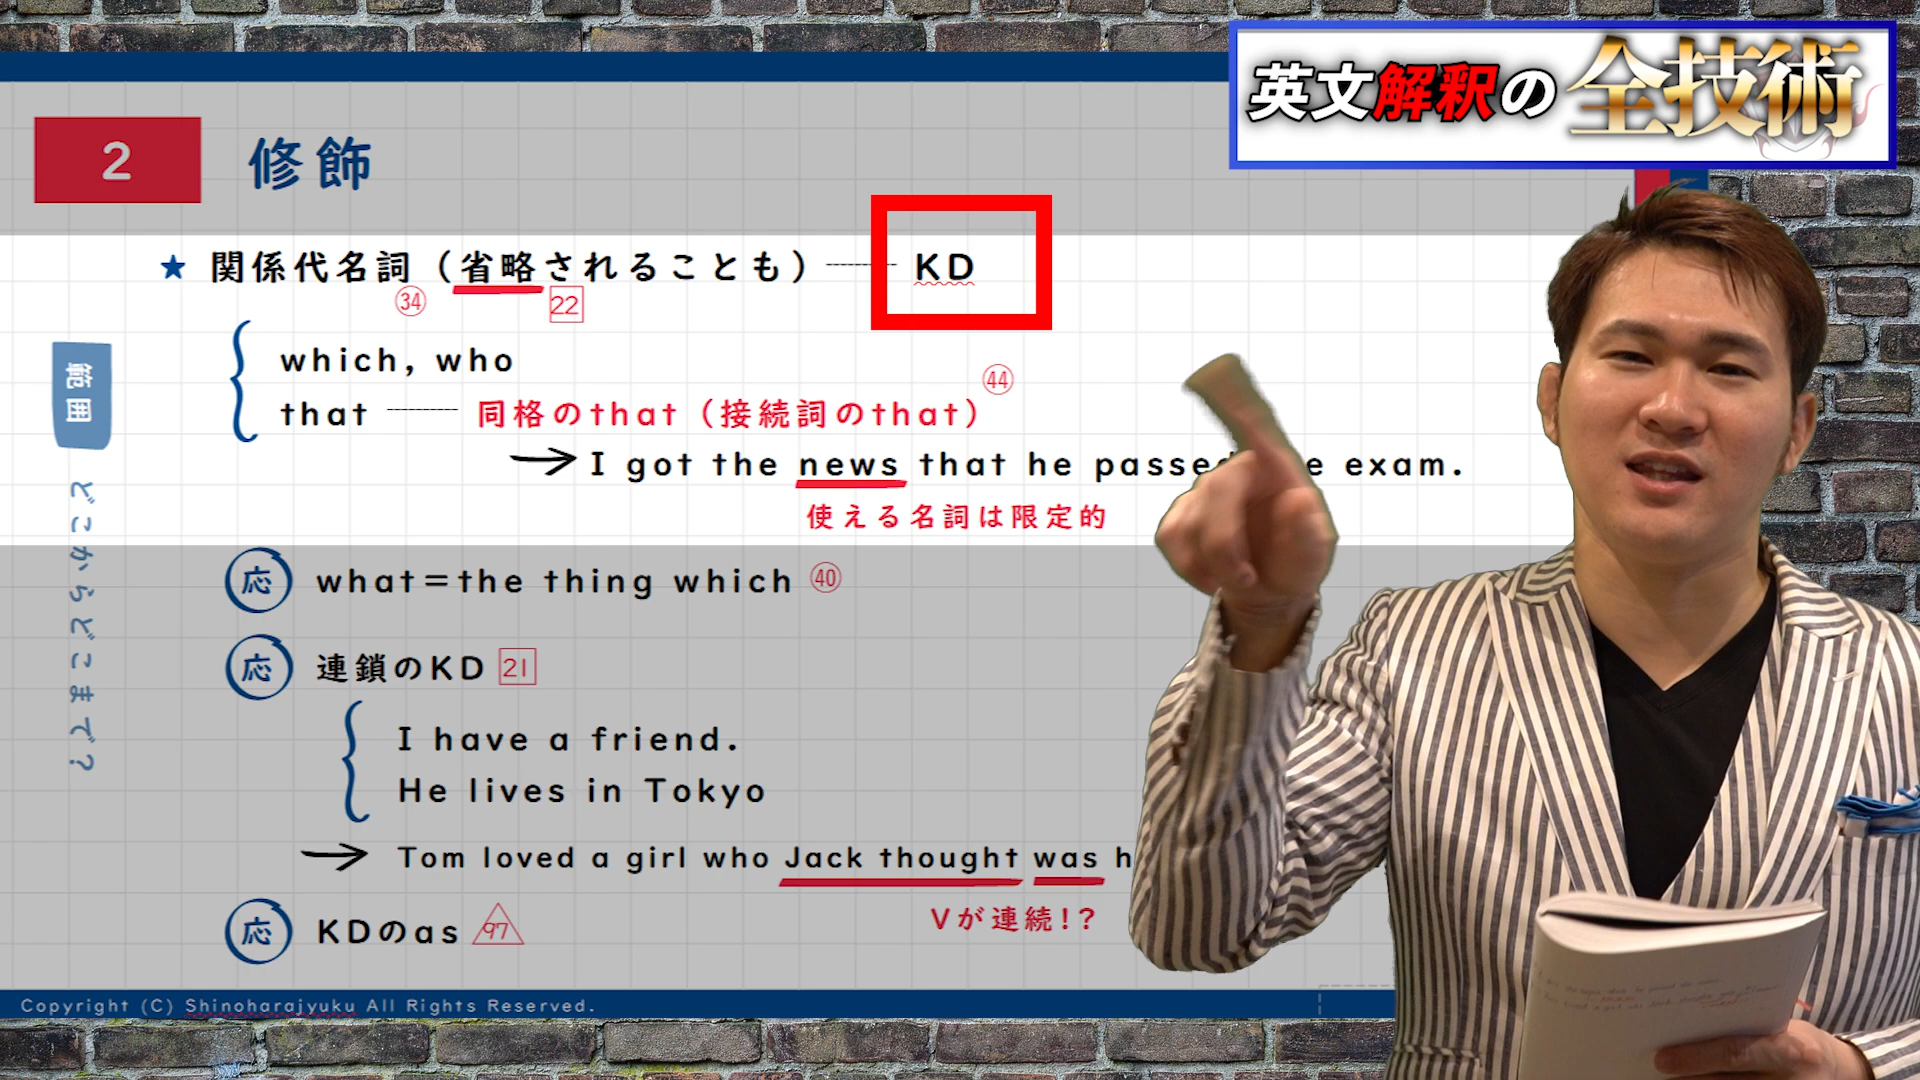 英文解釈の全技術
2 修飾
★ 関係代名詞（省略されることも） KD
㉞ 22
which, who
that 同格のthat（接続詞のthat） ㊹
→ I got the news that he passe e exam.
使える名詞は限定的
範囲 どこからどこまで？
応 what＝the thing which ㊵
応 連鎖のKD 21
I have a friend.
He lives in Tokyo
→ Tom loved a girl who Jack thought was h
Vが連続!?
応 KDのas 97
Copyright (C) Shinoharajyuku All Rights Reserved.